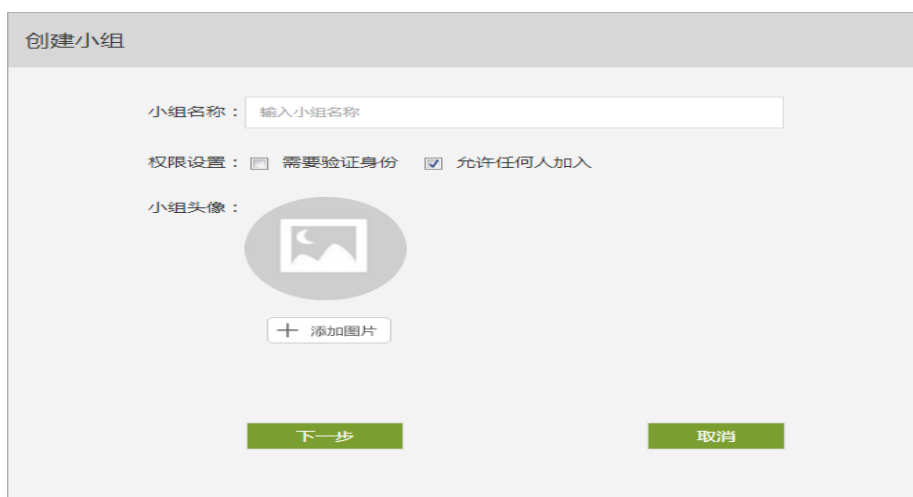 创建小组
小组名称：输入小组名称
权限设置：需要验证身份 允许任何人加入
小组头像：
添加图片
下一步 取消